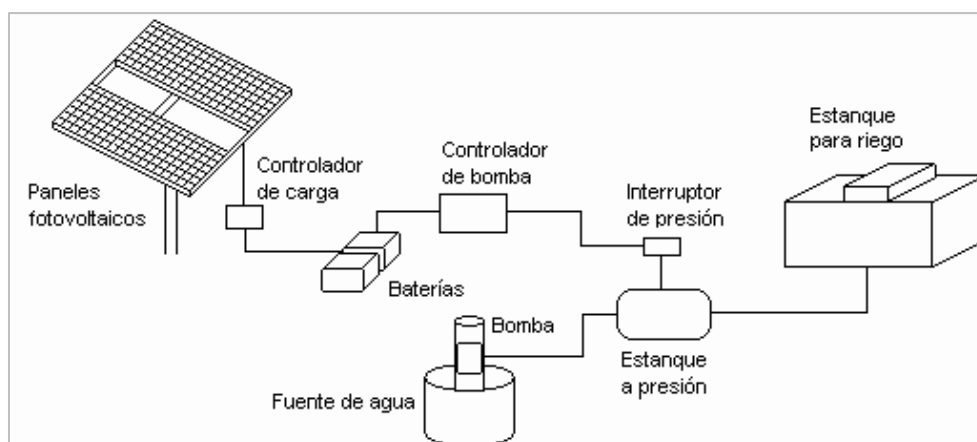 Paneles
fotovoltaicos
Controlador
de carga
Baterías
Controlador
de bomba
Interruptor
de presión
Estanque
para riego
Bomba
Fuente de agua
Estanque
a presión